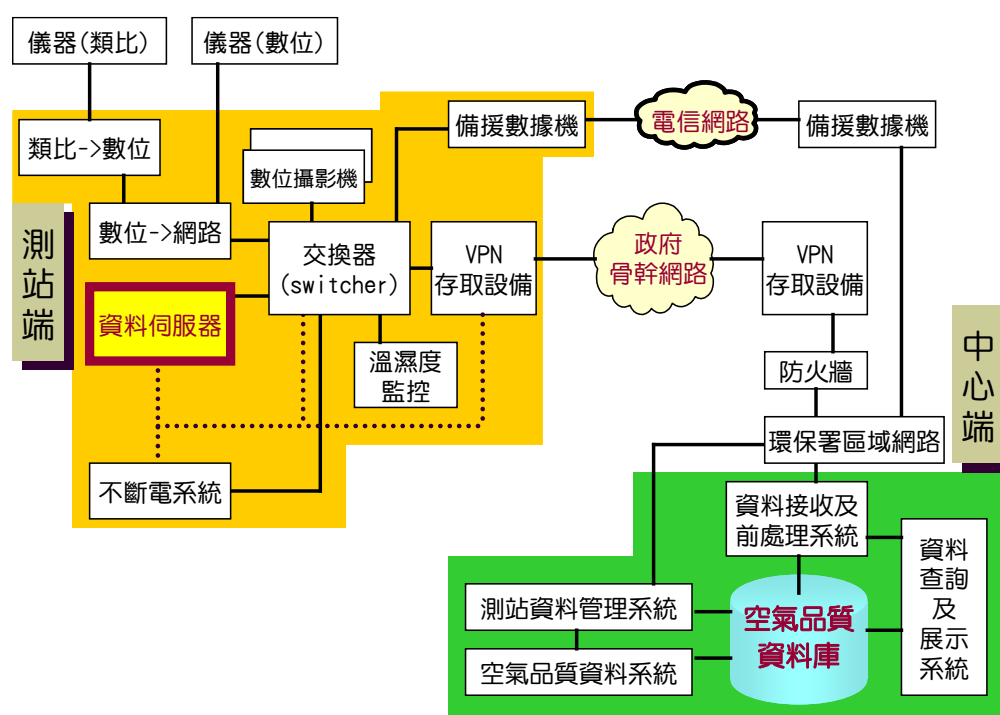 儀器(類比)
儀器(數位)
類比->數位
數位攝影機
備援數據機
電信網路
備援數據機
測
站
端
數位->網路
交換器
(switcher)
VPN
存取設備
政府
骨幹網路
VPN
存取設備
資料伺服器
溫濕度
監控
防火牆
中
心
端
環保署區域網路
不斷電系統
資料接收及
前處理系統
資料
查詢
及
展示
系統
測站資料管理系統
空氣品質
資料庫
空氣品質資料系統